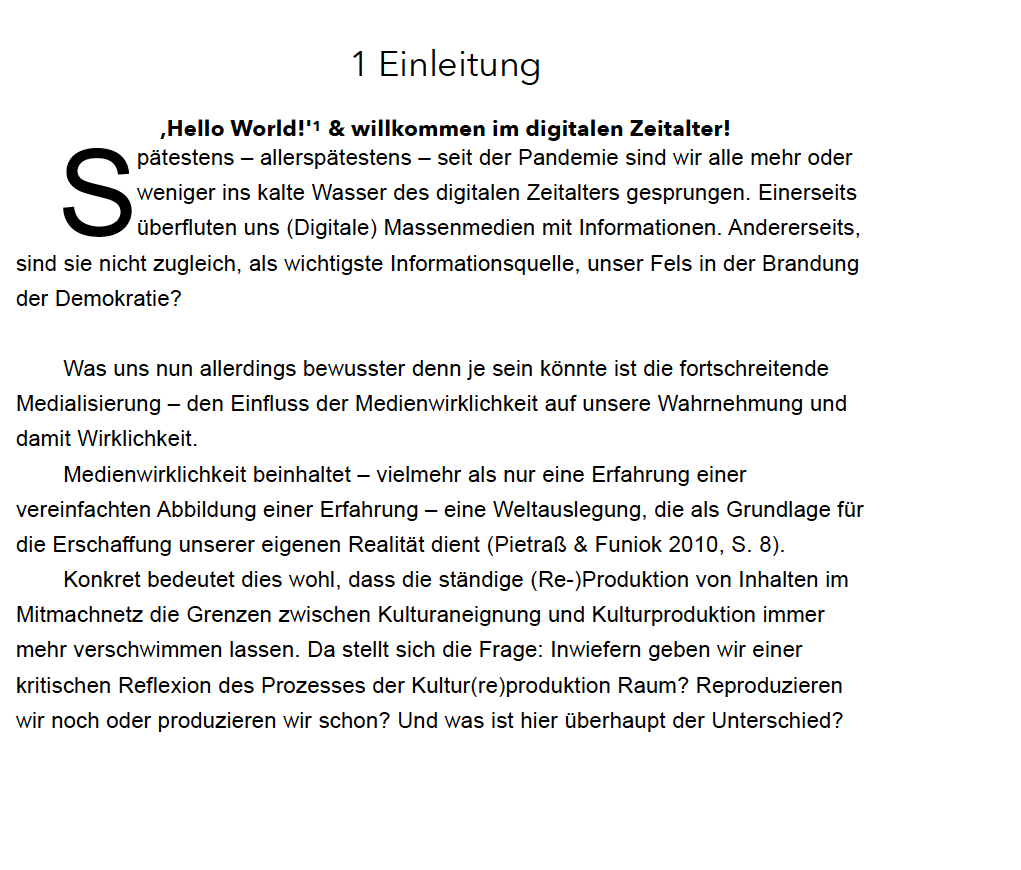 1 Einleitung
‚Hello World!'¹ & willkommen im digitalen Zeitalter!
Spätestens – allerspätestens – seit der Pandemie sind wir alle mehr oder
weniger ins kalte Wasser des digitalen Zeitalters gesprungen. Einerseits
überfluten uns (Digitale) Massenmedien mit Informationen. Andererseits,
sind sie nicht zugleich, als wichtigste Informationsquelle, unser Fels in der Brandung
der Demokratie?
Was uns nun allerdings bewusster denn je sein könnte ist die fortschreitende
Medialisierung – den Einfluss der Medienwirklichkeit auf unsere Wahrnehmung und
damit Wirklichkeit.
Medienwirklichkeit beinhaltet – vielmehr als nur eine Erfahrung einer
vereinfachten Abbildung einer Erfahrung – eine Weltauslegung, die als Grundlage für
die Erschaffung unserer eigenen Realität dient (Pietraß & Funiok 2010, S. 8).
Konkret bedeutet dies wohl, dass die ständige (Re-)Produktion von Inhalten im
Mitmachnetz die Grenzen zwischen Kulturaneignung und Kulturproduktion immer
mehr verschwimmen lassen. Da stellt sich die Frage: Inwiefern geben wir einer
kritischen Reflexion des Prozesses der Kultur(re)produktion Raum? Reproduzieren
wir noch oder produzieren wir schon? Und was ist hier überhaupt der Unterschied?